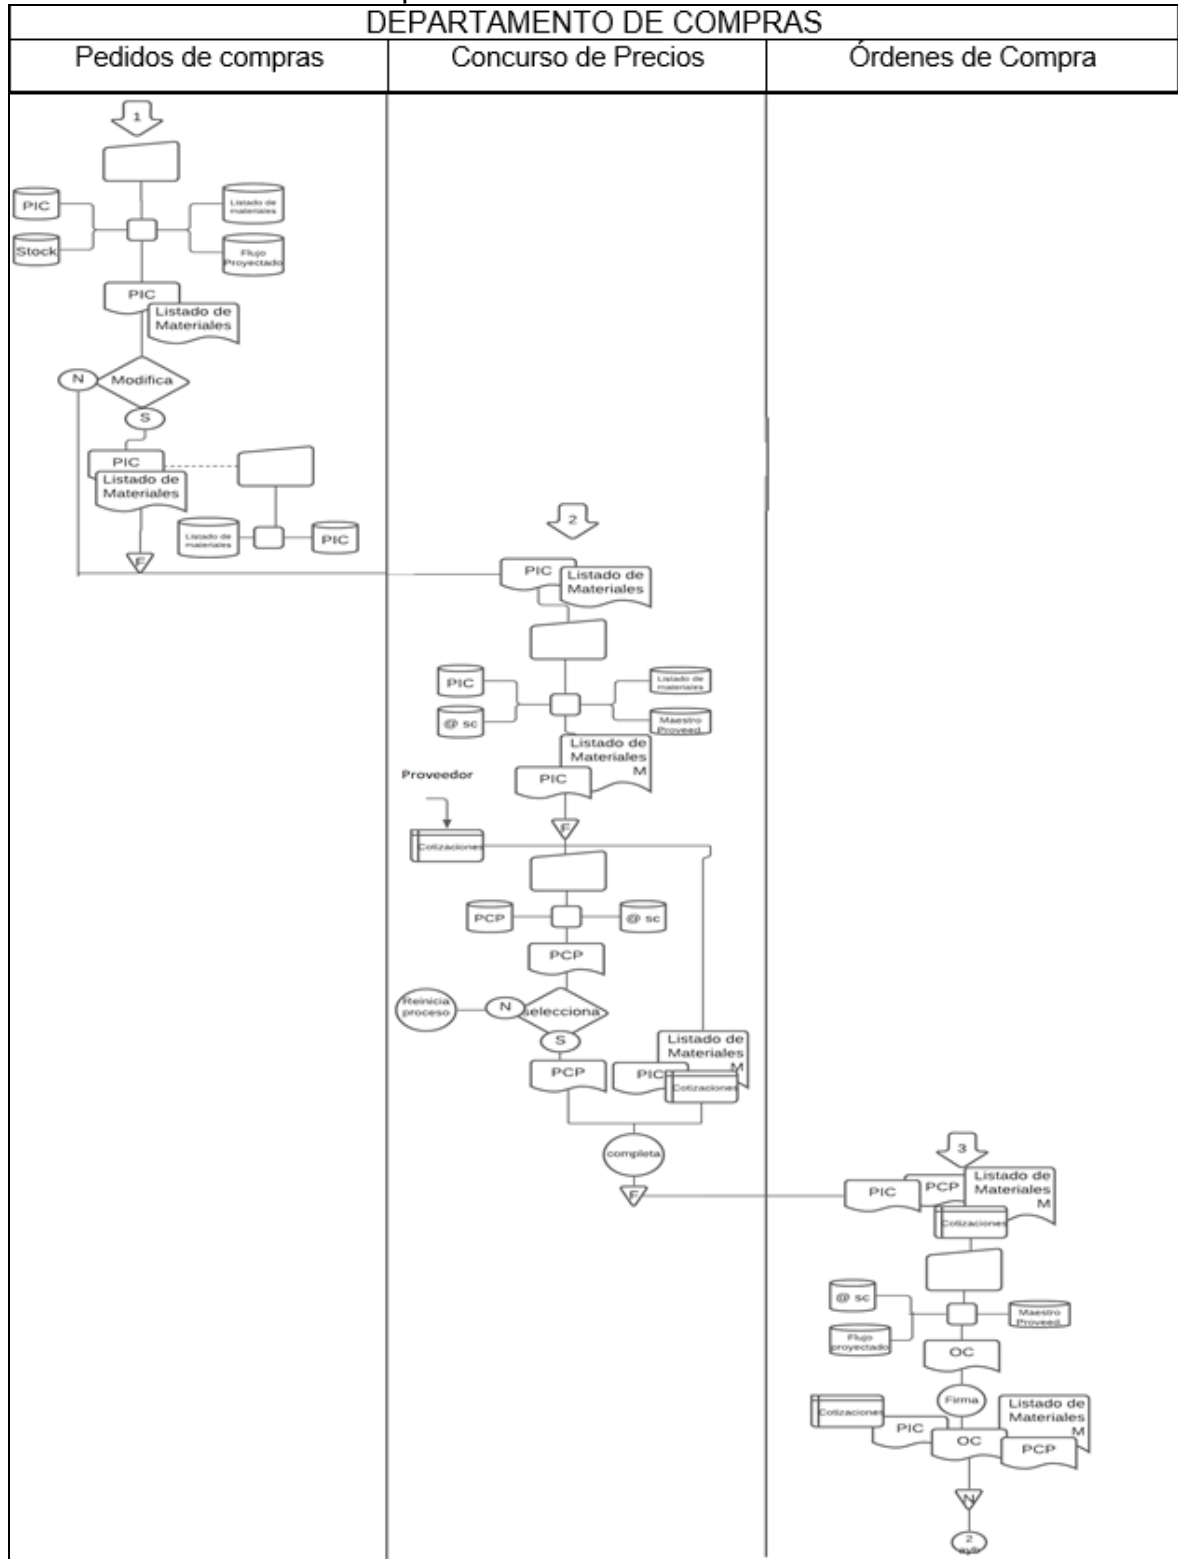 DEPARTAMENTO DE COMPRAS
Pedidos de compras
Concurso de Precios
Órdenes de Compra
1
PIC
Stock
Listado de
materiales
Flujo
Proyectado
PIC
Listado de
Materiales
N
Modifica
S
PIC
Listado de
Materiales
Listado de
materiales
PIC
F
2
PIC
Listado de
Materiales
PIC
@ sc
Listado de
materiales
Maestro
Proveed.
Listado de
Materiales
M
PIC
Proveedor
F
Cotizaciones
PCP
@ sc
PCP
Reinicia
proceso
N
selecciona
S
PCP
Listado de
Materiales
M
PIC
Cotizaciones
completa
F
3
PIC
PCP
Listado de
Materiales
M
Cotizaciones
@ sc
Flujo
proyectado
Maestro
Proveed.
OC
Firma
Cotizaciones
PIC
OC
Listado de
Materiales
M
PCP
N
2